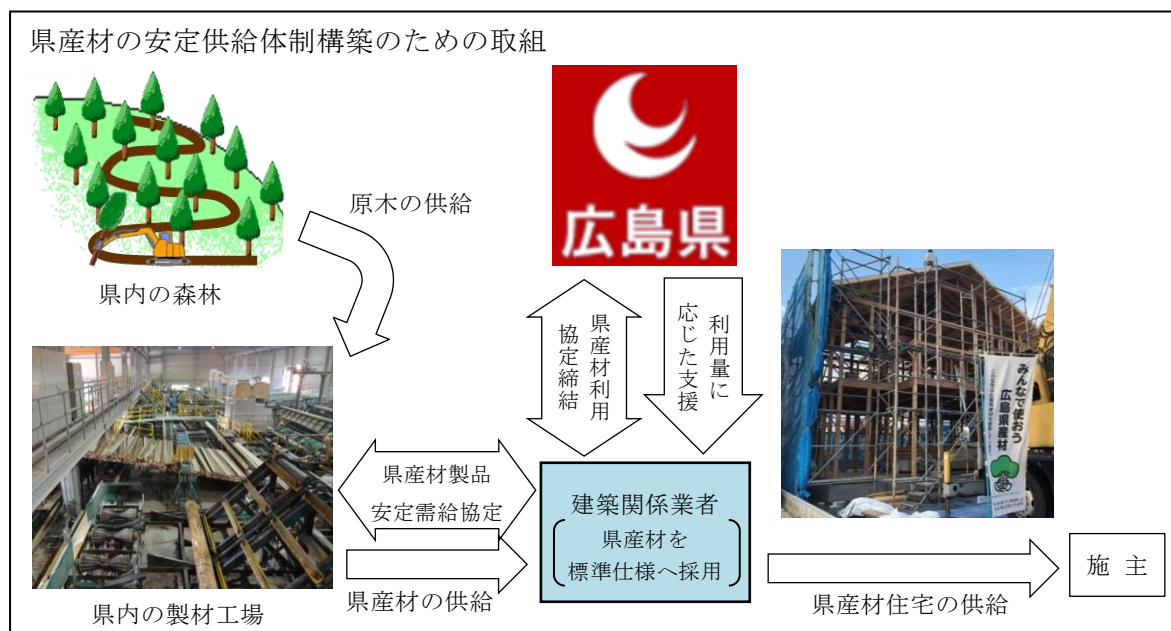 県産材の安定供給体制構築のための取組
広島県
原木の供給
県内の森林
県産材利用
協定締結
利用量に
応じた支援
みんなで使おう
広島県産材
県産材製品
安定需給協定
建築関係業者
県産材を
標準仕様へ採用
施 主
県産材の供給
県産材住宅の供給
県内の製材工場